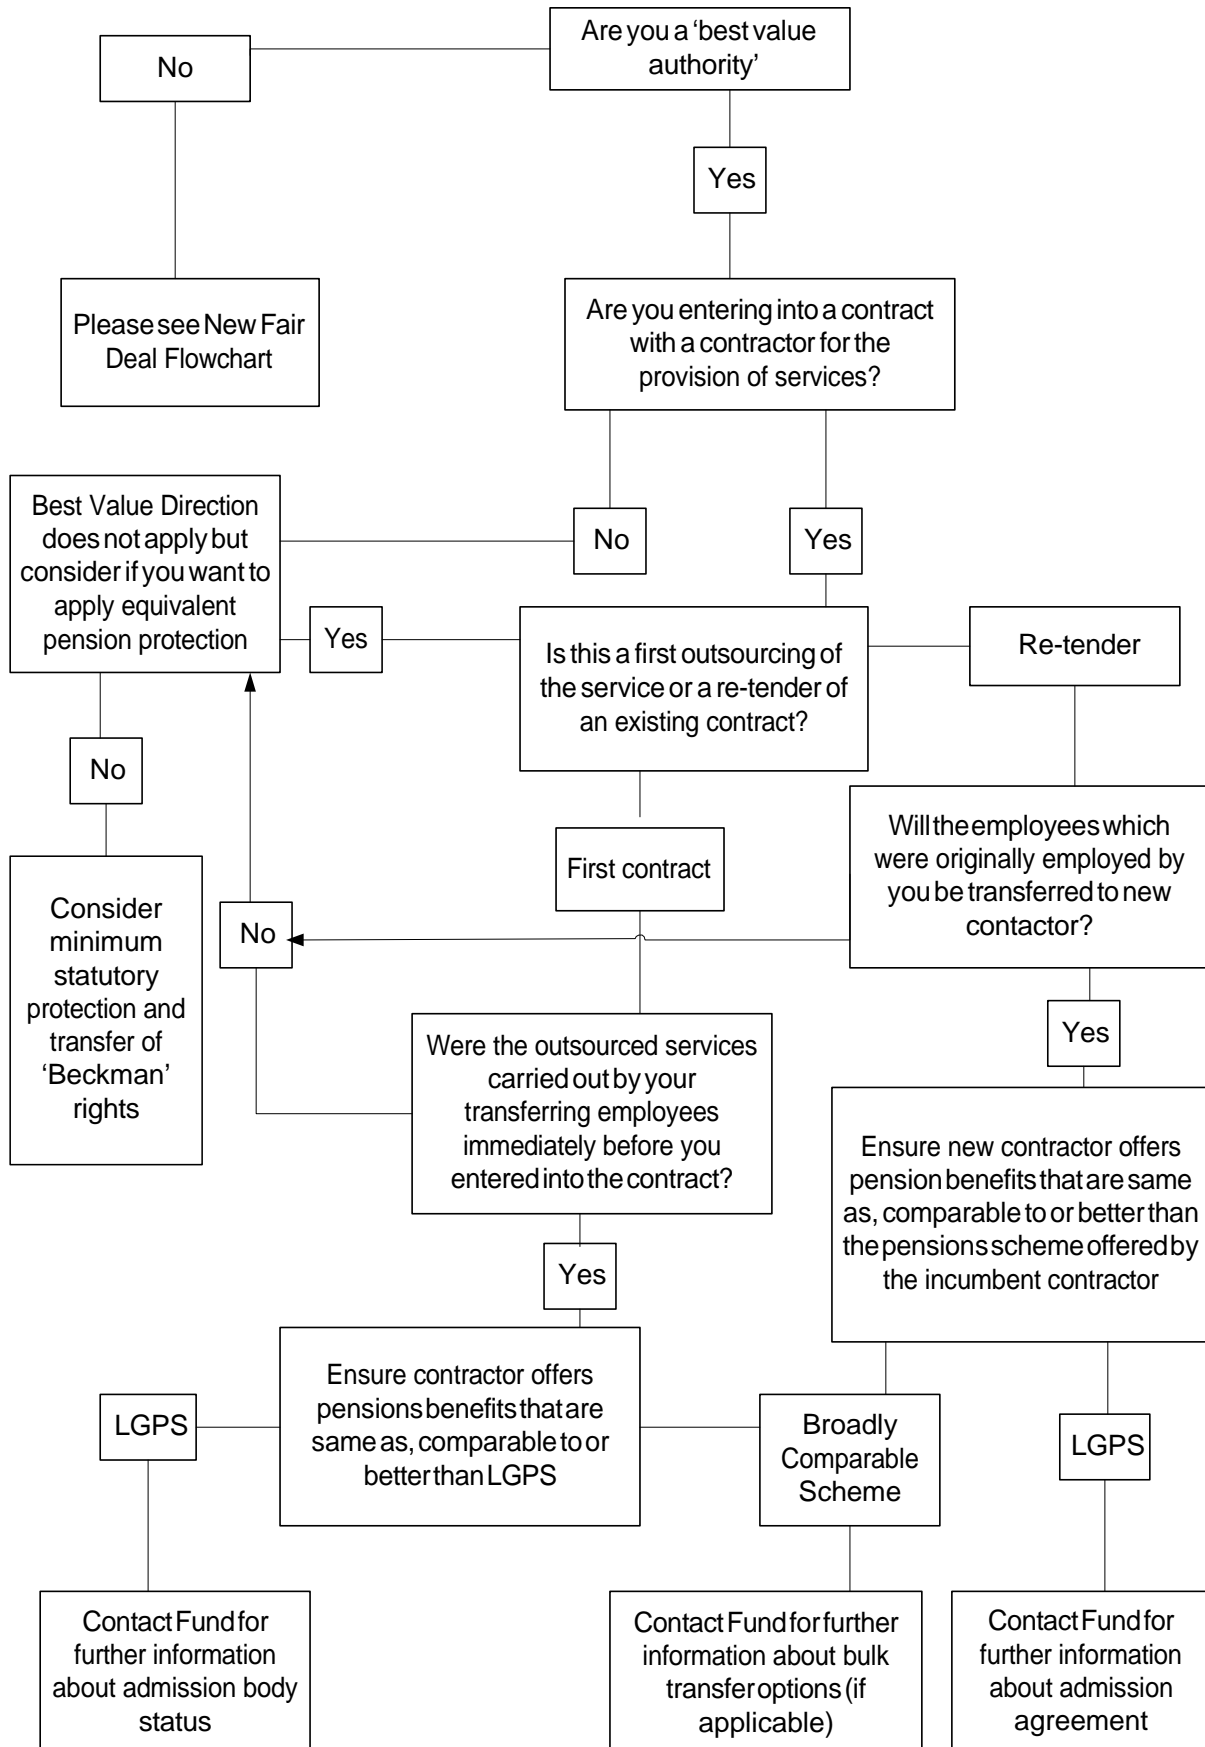 Are you a ‘best value
authority’
No
Yes
Please see New Fair
Deal Flowchart
Are you entering into a contract
with a contractor for the
provision of services?
Best Value Direction
does not apply but
consider if you want to
apply equivalent
pension protection
No
Yes
Yes
Is this a first outsourcing of
the service or a re-tender of
an existing contract?
Re-tender
No
First contract
Will the employees which
were originally employed by
you be transferred to new
contactor?
Consider
minimum
statutory
protection and
transfer of
‘Beckman’
rights
No
Were the outsourced services
carried out by your
transferring employees
immediately before you
entered into the contract?
Yes
Ensure new contractor offers
pension benefits that are same
as, comparable to or better than
the pensions scheme offered by
the incumbent contractor
Yes
Ensure contractor offers
pensions benefits that are
same as, comparable to or
better than LGPS
LGPS
Broadly
Comparable
Scheme
LGPS
Contact Fund for
further information
about admission body
status
Contact Fund for further
information about bulk
transfer options (if
applicable)
Contact Fund for
further information
about admission
agreement